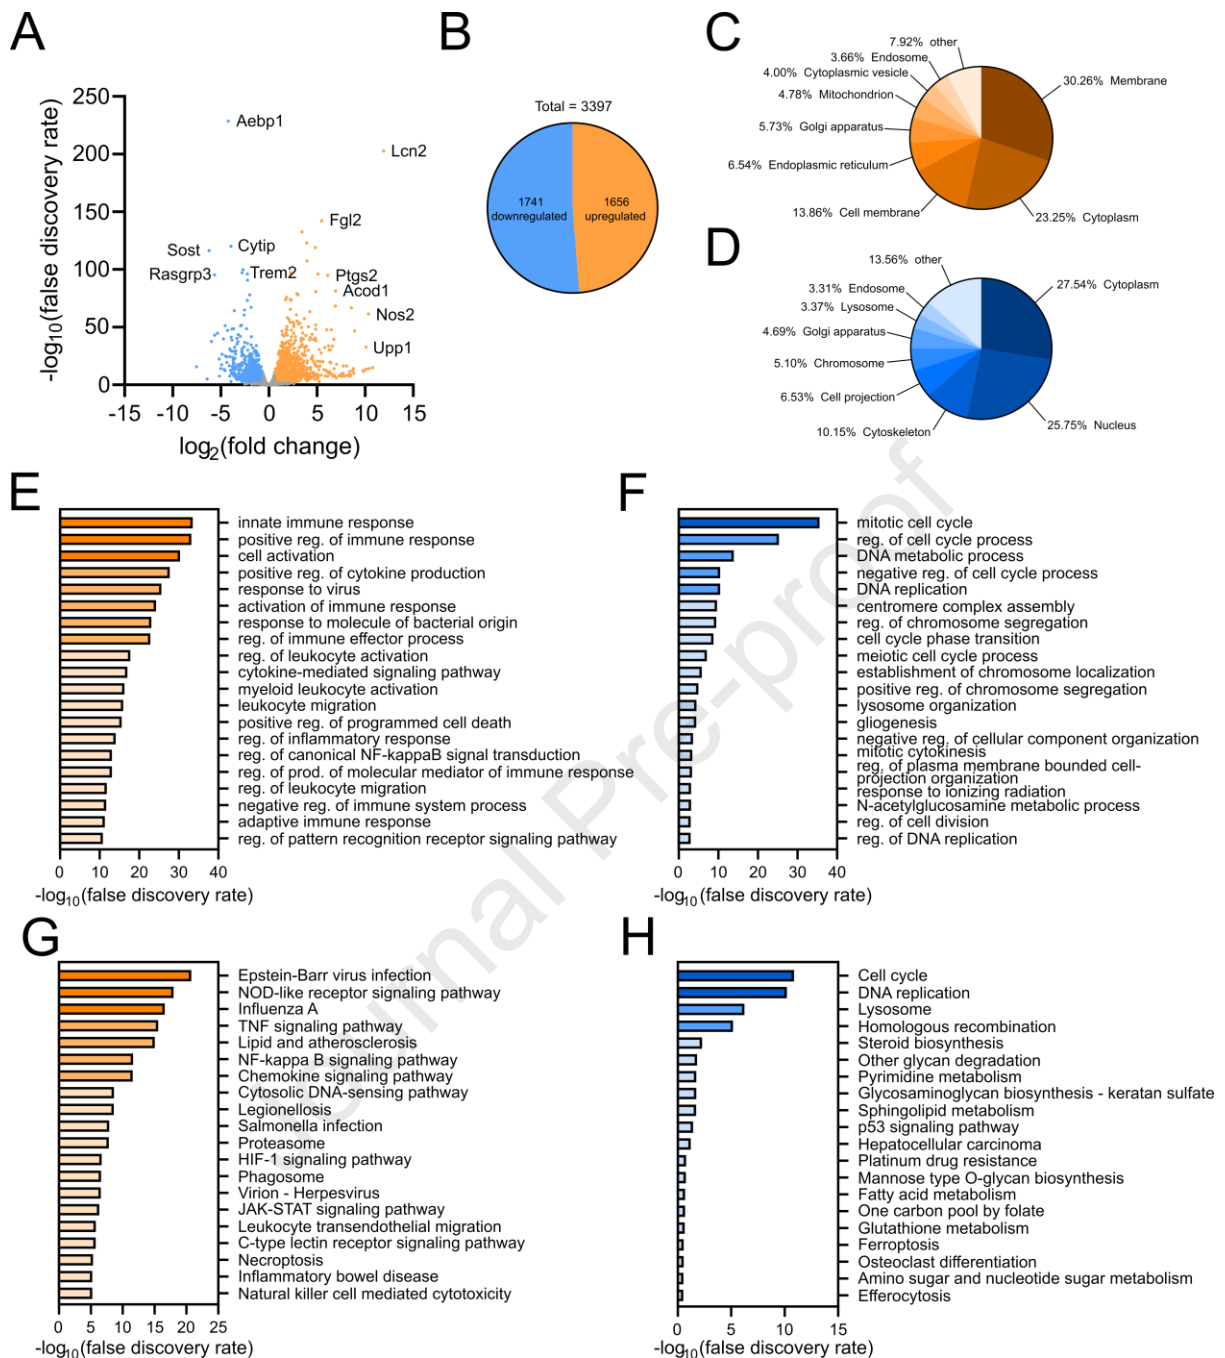 A
-log10(false discovery rate)
250
200
150
100
50
0
-15
-10
-5
0
5
10
15
log2(fold change)
Aebp1
Lcn2
Fgl2
Sost
Cytip
Rasgrp3
Trem2
Ptgs2
Acod1
Nos2
Upp1
B
Total = 3397
1741
downregulated
1656
upregulated
C
7.92% other
3.66% Endosome
4.00% Cytoplasmic vesicle
4.78% Mitochondrion
5.73% Golgi apparatus
6.54% Endoplasmic reticulum
13.86% Cell membrane
30.26% Membrane
23.25% Cytoplasm
D
13.56% other
3.31% Endosome
3.37% Lysosome
4.69% Golgi apparatus
5.10% Chromosome
6.53% Cell projection
10.15% Cytoskeleton
27.54% Cytoplasm
25.75% Nucleus
E
innate immune response
positive reg. of immune response
cell activation
positive reg. of cytokine production
response to virus
activation of immune response
response to molecule of bacterial origin
reg. of immune effector process
reg. of leukocyte activation
cytokine-mediated signaling pathway
myeloid leukocyte activation
leukocyte migration
positive reg. of programmed cell death
reg. of inflammatory response
reg. of canonical NF-kappaB signal transduction
reg. of prod. of molecular mediator of immune response
reg. of leukocyte migration
negative reg. of immune system process
adaptive immune response
reg. of pattern recognition receptor signaling pathway
0 10 20 30 40
-log10(false discovery rate)
F
mitotic cell cycle
reg. of cell cycle process
DNA metabolic process
negative reg. of cell cycle process
DNA replication
centromere complex assembly
reg. of chromosome segregation
cell cycle phase transition
meiotic cell cycle process
establishment of chromosome localization
positive reg. of chromosome segregation
lysosome organization
gliogenesis
negative reg. of cellular component organization
mitotic cytokinesis
reg. of plasma membrane bounded cell-
projection organization
response to ionizing radiation
N-acetylglucosamine metabolic process
reg. of cell division
reg. of DNA replication
0 10 20 30 40
-log10(false discovery rate)
G
Epstein-Barr virus infection
NOD-like receptor signaling pathway
Influenza A
TNF signaling pathway
Lipid and atherosclerosis
NF-kappa B signaling pathway
Chemokine signaling pathway
Cytosolic DNA-sensing pathway
Legionellosis
Salmonella infection
Proteasome
HIF-1 signaling pathway
Phagosome
Virion - Herpesvirus
JAK-STAT signaling pathway
Leukocyte transendothelial migration
C-type lectin receptor signaling pathway
Necroptosis
Inflammatory bowel disease
Natural killer cell mediated cytotoxicity
0 5 10 15 20 25
-log10(false discovery rate)
H
Cell cycle
DNA replication
Lysosome
Homologous recombination
Steroid biosynthesis
Other glycan degradation
Pyrimidine metabolism
Glycosaminoglycan biosynthesis - keratan sulfate
Sphingolipid metabolism
p53 signaling pathway
Hepatocellular carcinoma
Platinum drug resistance
Mannose type O-glycan biosynthesis
Fatty acid metabolism
One carbon pool by folate
Glutathione metabolism
Ferroptosis
Osteoclast differentiation
Amino sugar and nucleotide sugar metabolism
Efferocytosis
0 5 10 15
-log10(false discovery rate)
Journal Pre-proof